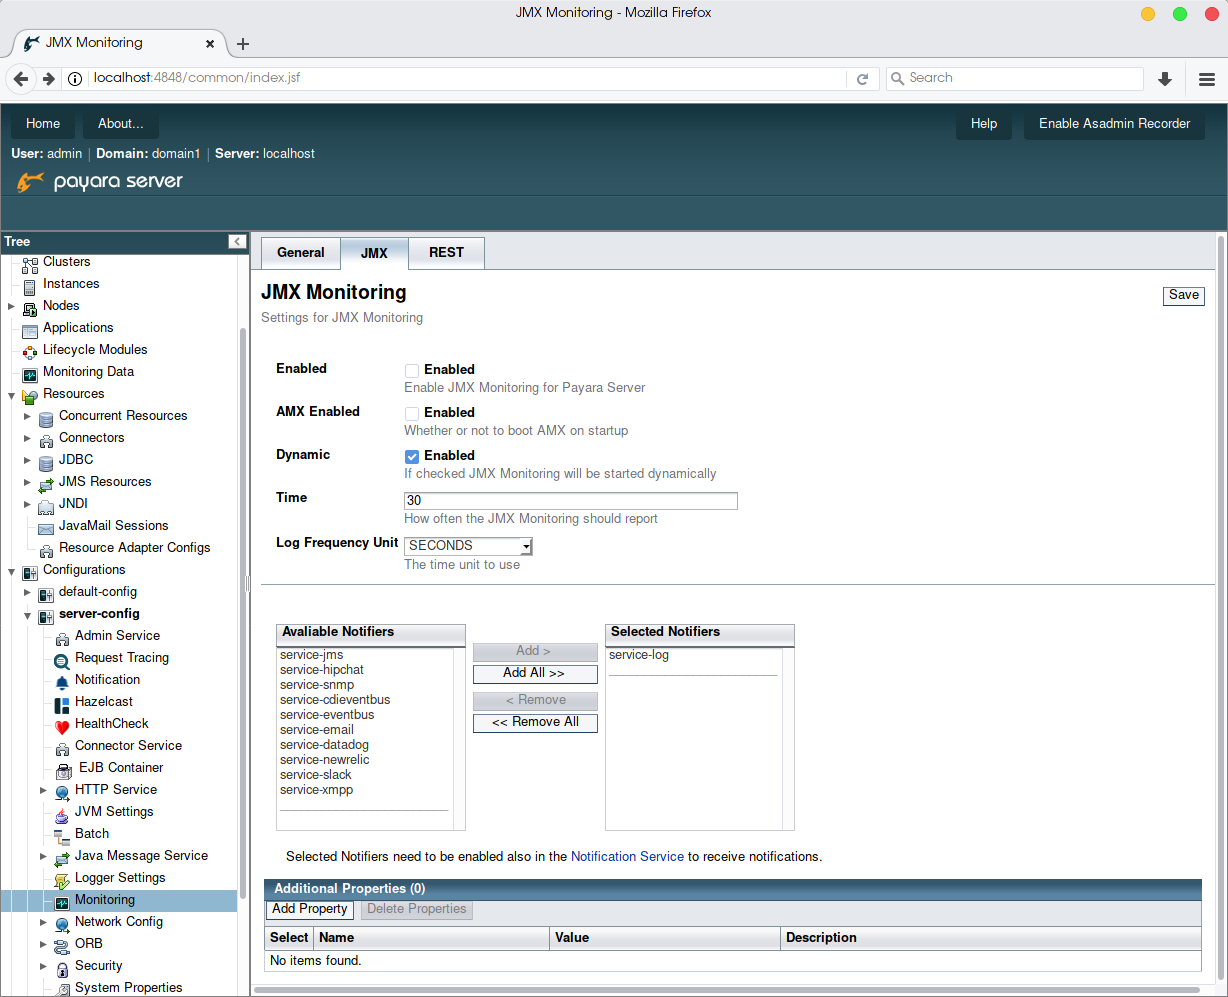 JMX Monitoring - Mozilla Firefox
JMX Monitoring
localhost:4848/common/index.jsf
Search
Home
About...
Help
Enable Asadmin Recorder
User: admin | Domain: domain1 | Server: localhost
payara server
Tree
Clusters
Instances
Nodes
Applications
Lifecycle Modules
Monitoring Data
Resources
Concurrent Resources
Connectors
JDBC
JMS Resources
JNDI
JavaMail Sessions
Resource Adapter Configs
Configurations
default-config
server-config
Admin Service
Request Tracing
Notification
Hazelcast
HealthCheck
Connector Service
EJB Container
HTTP Service
JVM Settings
Batch
Java Message Service
Logger Settings
Monitoring
Network Config
ORB
Security
System Properties
General
JMX
REST
JMX Monitoring
Save
Settings for JMX Monitoring
Enabled
Enabled
Enable JMX Monitoring for Payara Server
AMX Enabled
Enabled
Whether or not to boot AMX on startup
Dynamic
Enabled
If checked JMX Monitoring will be started dynamically
Time
30
How often the JMX Monitoring should report
Log Frequency Unit
SECONDS
The time unit to use
Avaliable Notifiers
service-jms
service-hipchat
service-snmp
service-cdieventbus
service-eventbus
service-email
service-datadog
service-newrelic
service-slack
service-xmpp
Add >
Add All >>
< Remove
<< Remove All
Selected Notifiers
service-log
Selected Notifiers need to be enabled also in the Notification Service to receive notifications.
Additional Properties (0)
Add Property
Delete Properties
Select
Name
Value
Description
No items found.